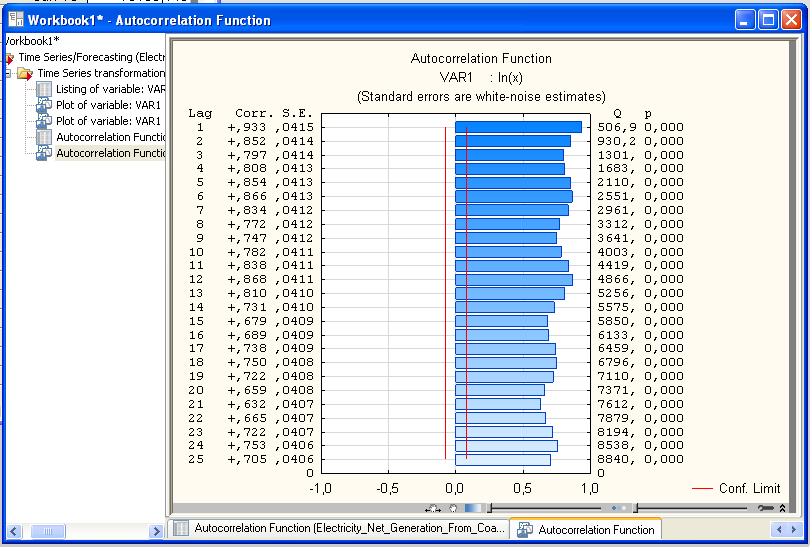 Workbook1* - Autocorrelation Function
Workbook1*
Time Series/Forecasting (Electr
Time Series transformation
Listing of variable: VAR
Plot of variable: VAR1
Plot of variable: VAR1
Autocorrelation Functio
Autocorrelation Functio
Autocorrelation Function
VAR1 : ln(x)
(Standard errors are white-noise estimates)
Lag Corr. S.E. Q p
1 +,933 ,0415 506,9 0,000
2 +,852 ,0414 930,2 0,000
3 +,797 ,0414 1301, 0,000
4 +,808 ,0413 1683, 0,000
5 +,854 ,0413 2110, 0,000
6 +,866 ,0413 2551, 0,000
7 +,834 ,0412 2961, 0,000
8 +,772 ,0412 3312, 0,000
9 +,747 ,0412 3641, 0,000
10 +,782 ,0411 4003, 0,000
11 +,838 ,0411 4419, 0,000
12 +,868 ,0411 4866, 0,000
13 +,810 ,0410 5256, 0,000
14 +,731 ,0410 5575, 0,000
15 +,679 ,0409 5850, 0,000
16 +,689 ,0409 6133, 0,000
17 +,738 ,0409 6459, 0,000
18 +,750 ,0408 6796, 0,000
19 +,722 ,0408 7110, 0,000
20 +,659 ,0408 7371, 0,000
21 +,632 ,0407 7612, 0,000
22 +,665 ,0407 7879, 0,000
23 +,722 ,0407 8194, 0,000
24 +,753 ,0406 8538, 0,000
25 +,705 ,0406 8840, 0,000
0 0
-1,0 -0,5 0,0 0,5 1,0
Conf. Limit
Autocorrelation Function (Electricity_Net_Generation_From_Coa... Autocorrelation Function